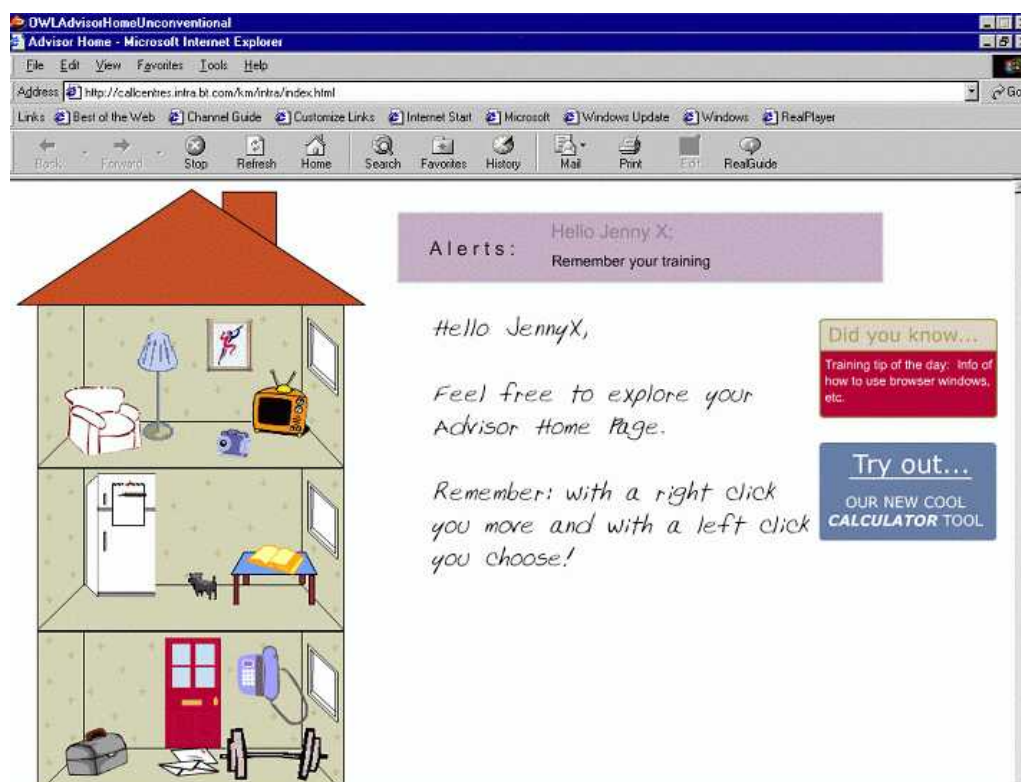 OWLAdvisorHomeUnconventional
Advisor Home - Microsoft Internet Explorer
File Edit View Favorites Tools Help
Address http://callcentres.intra.bt.com/km/intra/index.html Go
Links Best of the Web Channel Guide Customize Links Internet Start Microsoft Windows Update Windows RealPlayer
Back Forward Stop Refresh Home Search Favorites History Mail Print Edit RealGuide
Alerts:
Hello Jenny X;
Remember your training
Hello JennyX,
Feel free to explore your
Advisor Home Page.
Remember: with a right click
you move and with a left click
you choose!
Did you know...
Training tip of the day: Info of
how to use browser windows,
etc.
Try out...
OUR NEW COOL
CALCULATOR TOOL